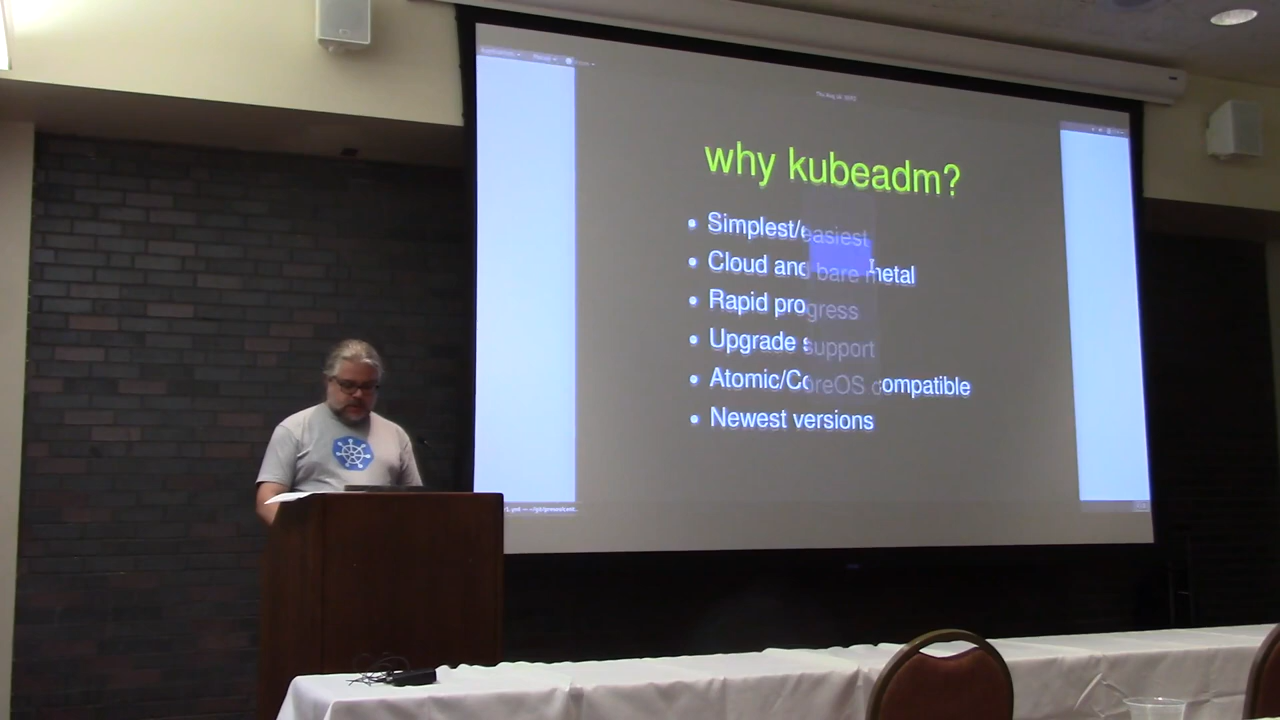 why kubeadm?
• Simplest/easiest
• Cloud and bare metal
• Rapid progress
• Upgrade support
• Atomic/CoreOS compatible
• Newest versions